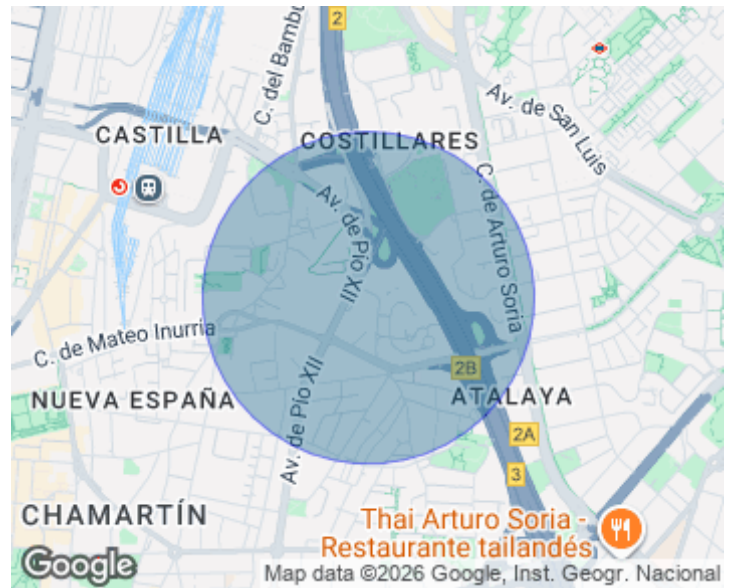 2
C. del Bambú
Av. de San Luis
CASTILLA
COSTILLARES
Av. de Pío XII
C. de Arturo Soria
C. de Mateo Inurria
2B
NUEVA ESPAÑA
ATALAYA
Av. de Pío XII
2A
3
CHAMARTÍN
Thai Arturo Soria -
Restaurante tailandés
Google
Map data ©2026 Google, Inst. Geogr. Nacional